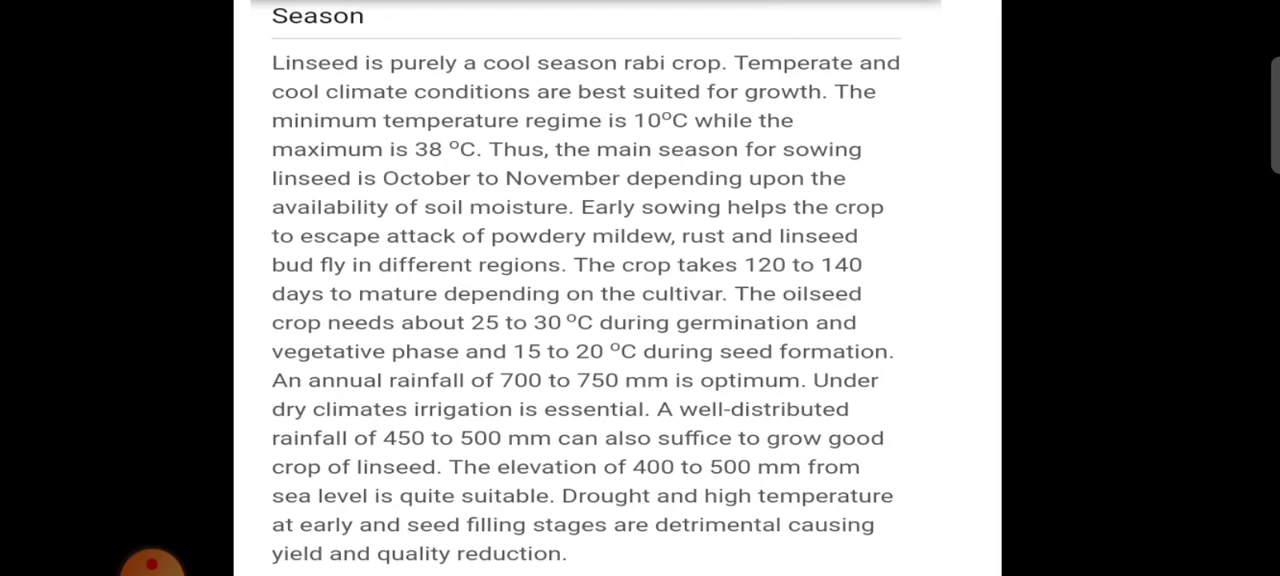 Season
Linseed is purely a cool season rabi crop. Temperate and
cool climate conditions are best suited for growth. The
minimum temperature regime is 10ºC while the
maximum is 38 ºC. Thus, the main season for sowing
linseed is October to November depending upon the
availability of soil moisture. Early sowing helps the crop
to escape attack of powdery mildew, rust and linseed
bud fly in different regions. The crop takes 120 to 140
days to mature depending on the cultivar. The oilseed
crop needs about 25 to 30 ºC during germination and
vegetative phase and 15 to 20 ºC during seed formation.
An annual rainfall of 700 to 750 mm is optimum. Under
dry climates irrigation is essential. A well-distributed
rainfall of 450 to 500 mm can also suffice to grow good
crop of linseed. The elevation of 400 to 500 mm from
sea level is quite suitable. Drought and high temperature
at early and seed filling stages are detrimental causing
yield and quality reduction.